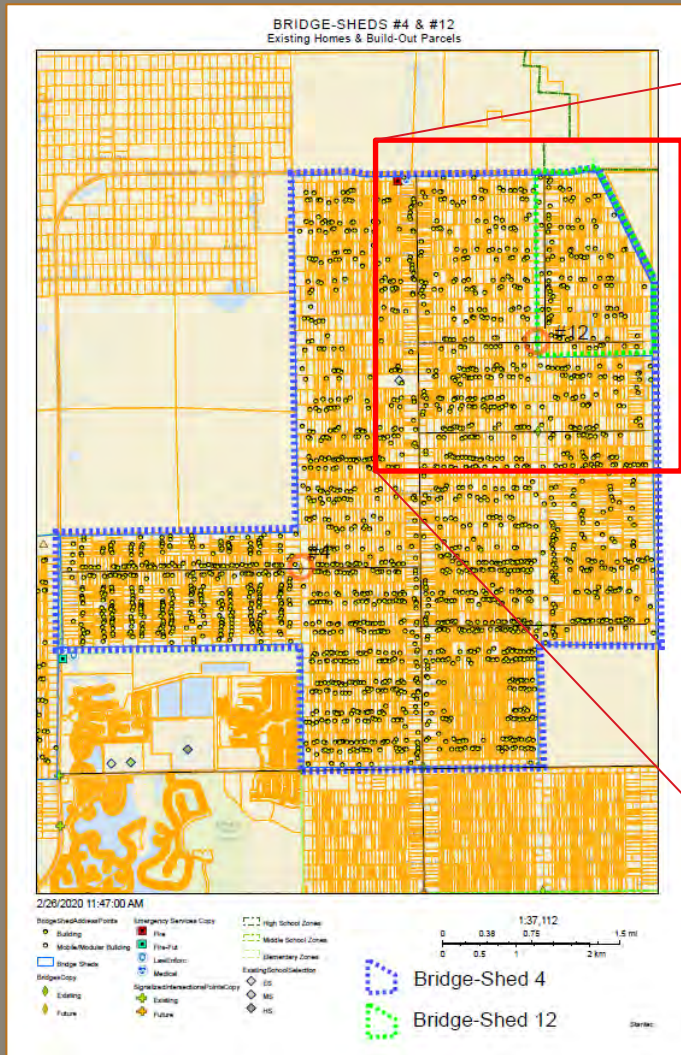 BRIDGE-SHEDS #4 & #12
Existing Homes & Build-Out Parcels
#12
#4
2/26/2020 11:47:00 AM
BridgeShedAddressPoints
Building
Mobile/Modular Building
Bridge Sheds
BridgesCopy
Existing
Future
Emergency Services Copy
Fire
Fire-Fut
LawEnforc
Medical
SignalizedIntersectionsPointsCopy
Existing
Future
High School Zones
Middle School Zones
Elementary Zones
ExistingSchoolSelection
ES
MS
HS
1:37,112
0 0.38 0.75 1.5 mi
0 0.5 1 2 km
Bridge-Shed 4
Bridge-Shed 12
Stantec